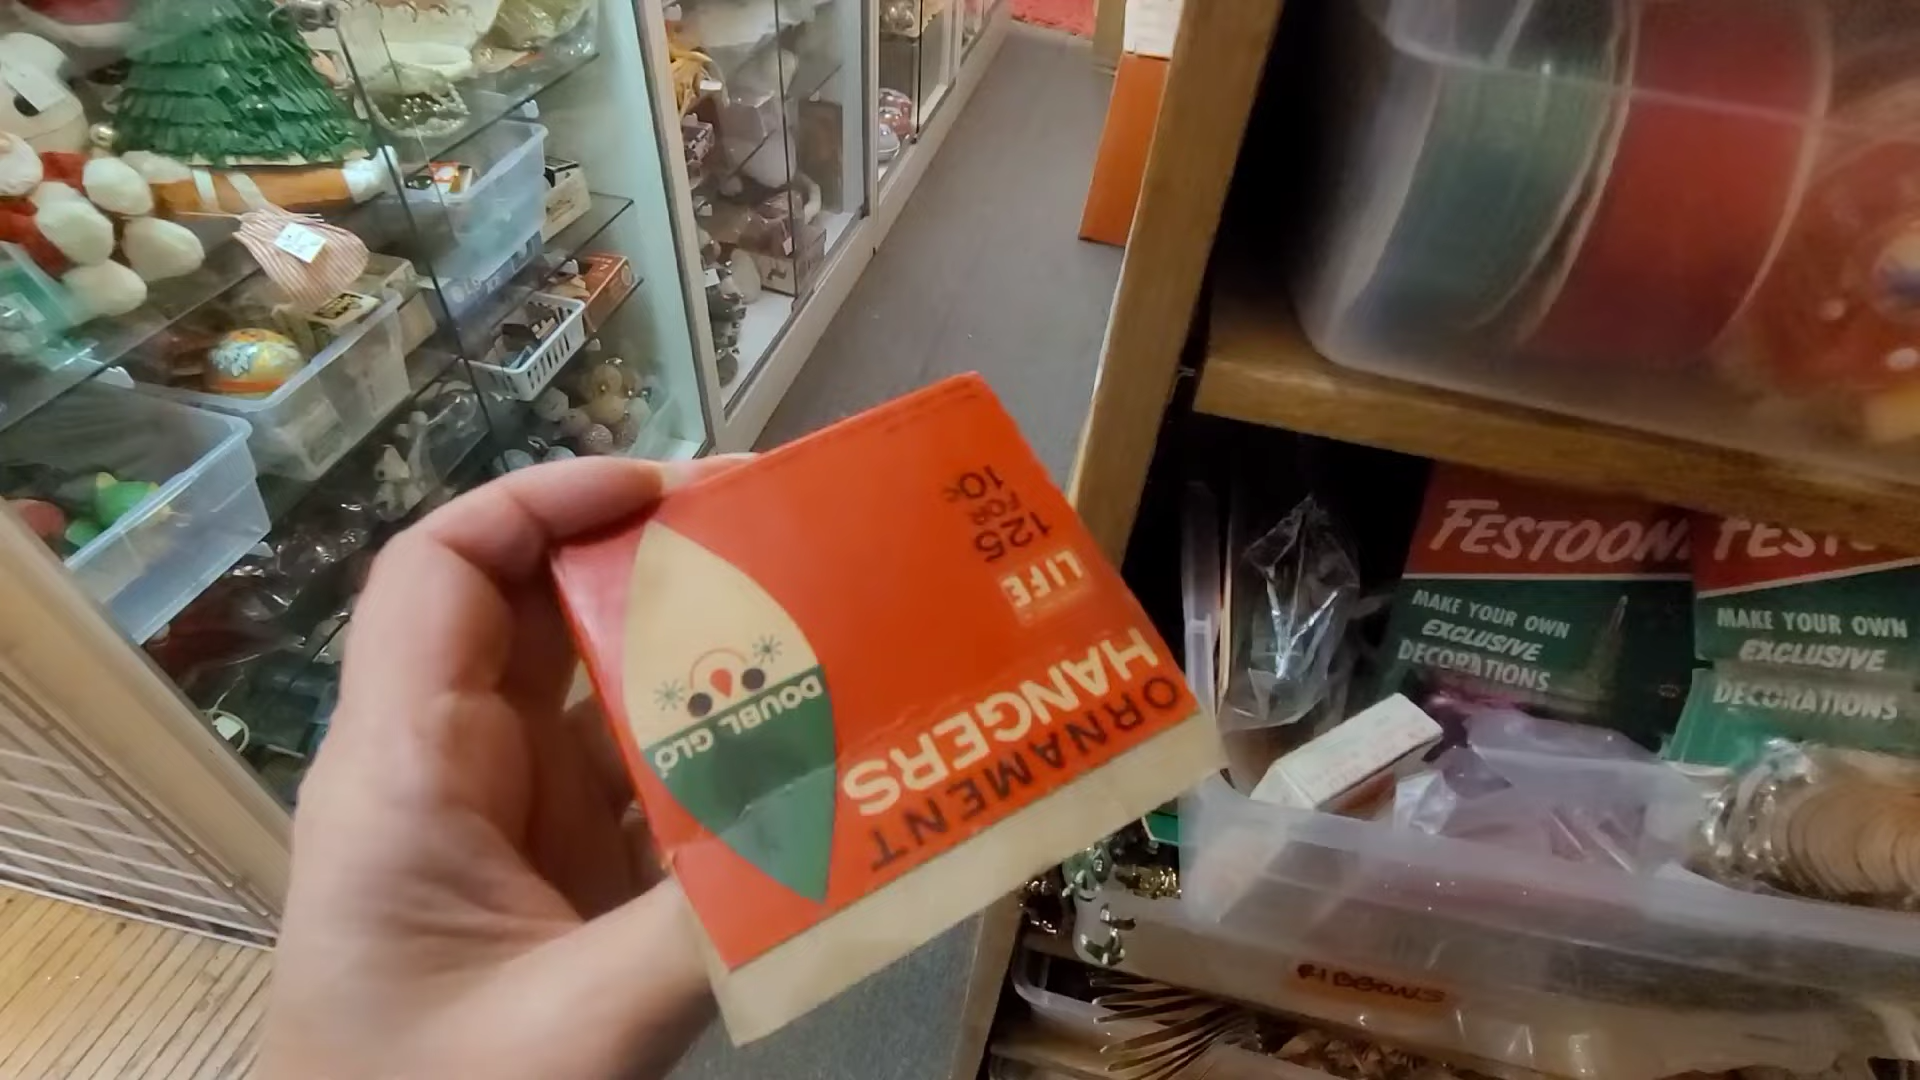 ORNAMENT
HANGERS
LIFE
125
FOR
10¢
DOUBL GLO
FESTOON
MAKE YOUR OWN
EXCLUSIVE
DECORATIONS
MAKE YOUR OWN
EXCLUSIVE
DECORATIONS
RIBBONS